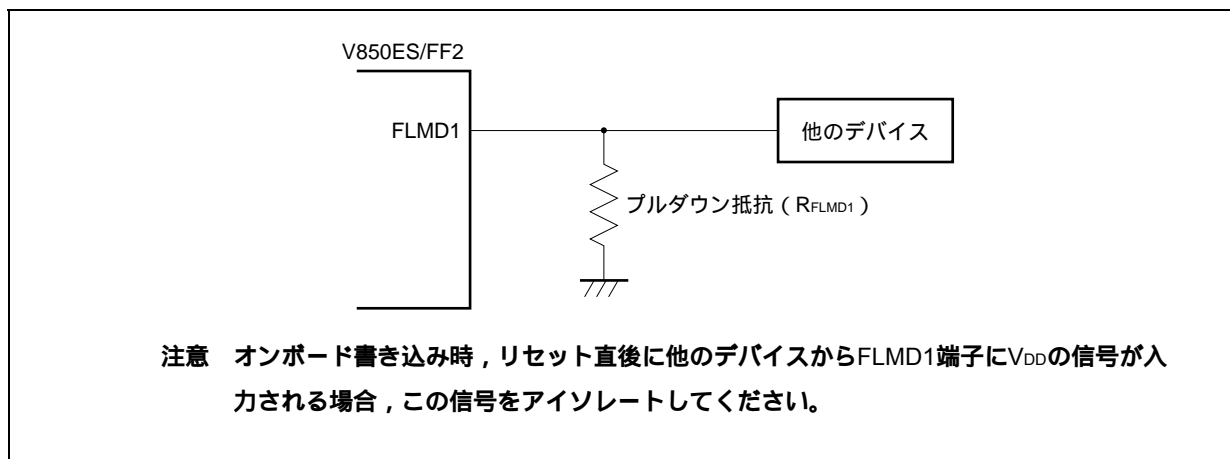 V850ES/FF2
FLMD1
他のデバイス
プルダウン抵抗（RFLMD1）
注意　オンボード書き込み時，リセット直後に他のデバイスからFLMD1端子にVDDの信号が入
力される場合，この信号をアイソレートしてください。